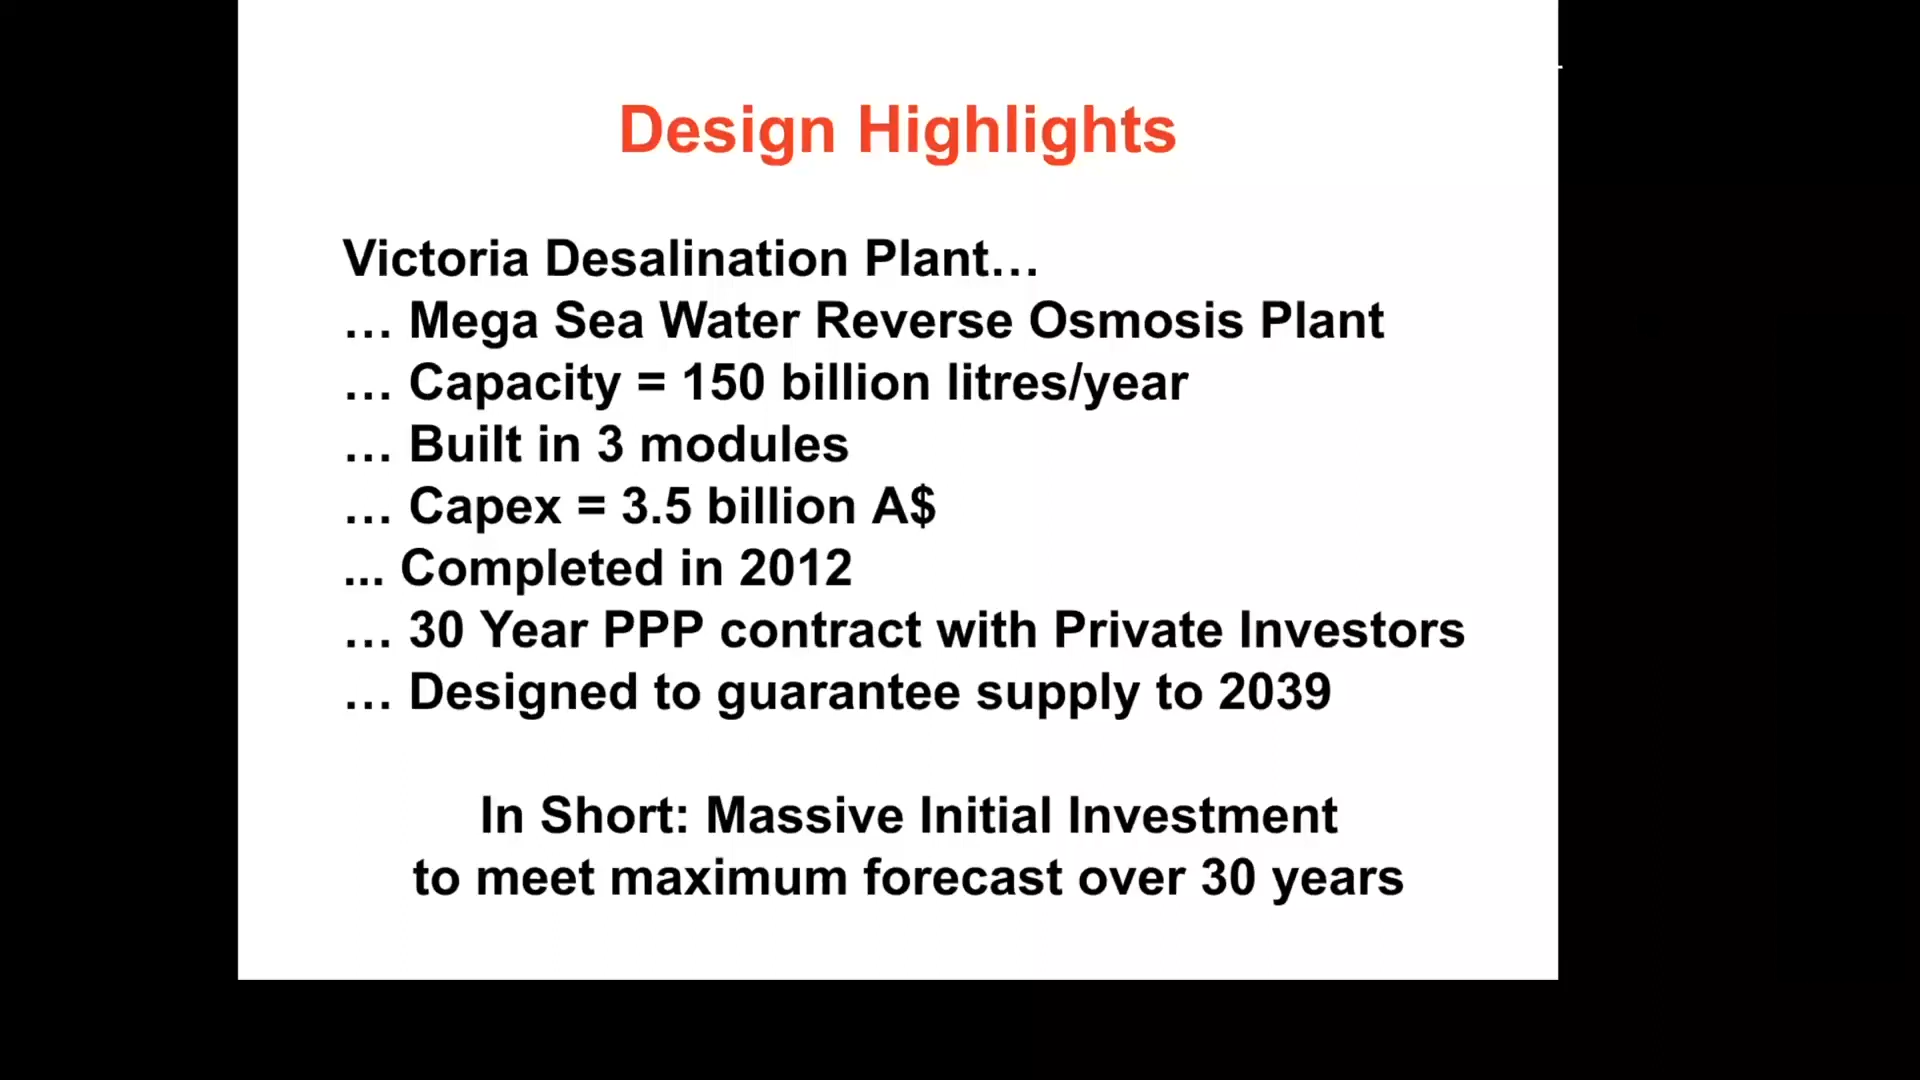 Design Highlights
Victoria Desalination Plant…
… Mega Sea Water Reverse Osmosis Plant
… Capacity = 150 billion litres/year
… Built in 3 modules
… Capex = 3.5 billion A$
... Completed in 2012
… 30 Year PPP contract with Private Investors
… Designed to guarantee supply to 2039
In Short: Massive Initial Investment
to meet maximum forecast over 30 years